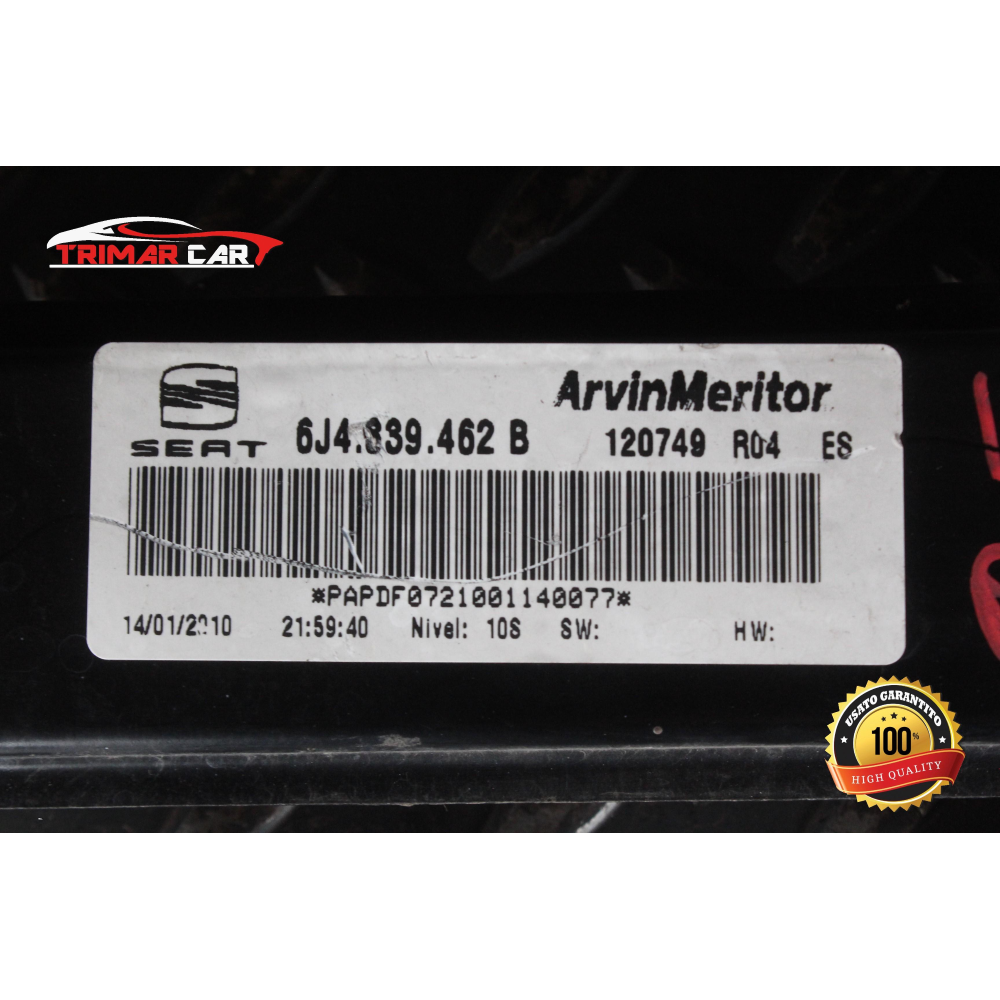 TRIMAR CAR
ArvinMeritor
SEAT 6J4.839.462 B 120749 R04 ES
*PAPDF0721001140077*
14/01/2010 21:59:40 Nivel: 10S SW: HW:
USATO GARANTITO
100%
HIGH QUALITY